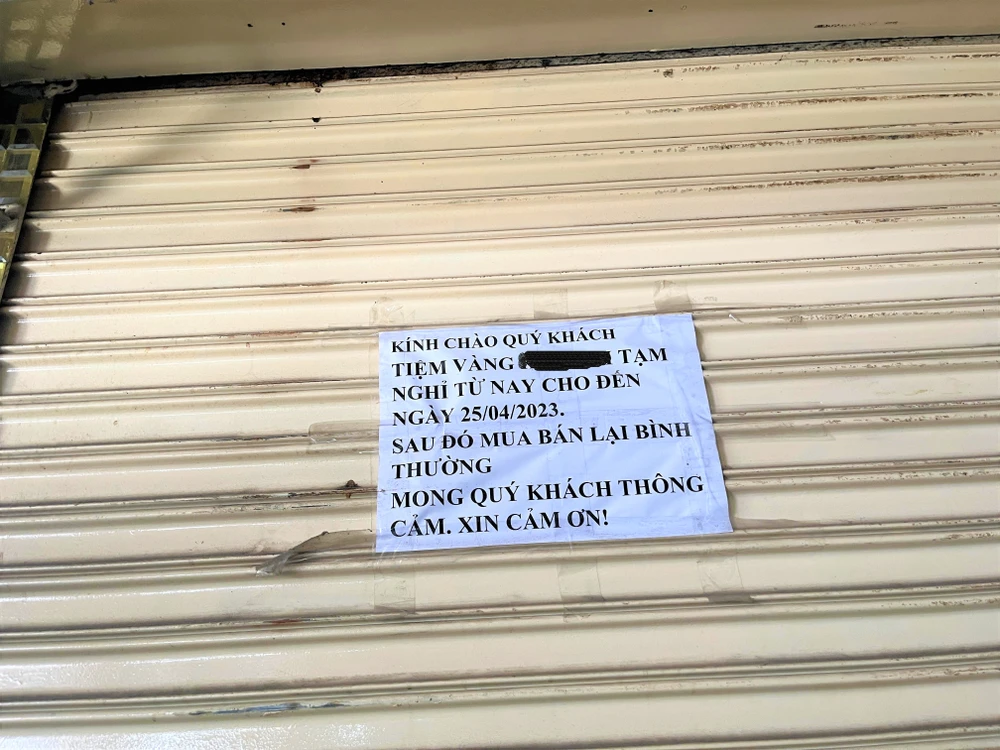 KÍNH CHÀO QUÝ KHÁCH
TIỆM VÀNG TẠM
NGHỈ TỪ NAY CHO ĐẾN
NGÀY 25/04/2023.
SAU ĐÓ MUA BÁN LẠI BÌNH
THƯỜNG
MONG QUÝ KHÁCH THÔNG
CẢM. XIN CẢM ƠN!